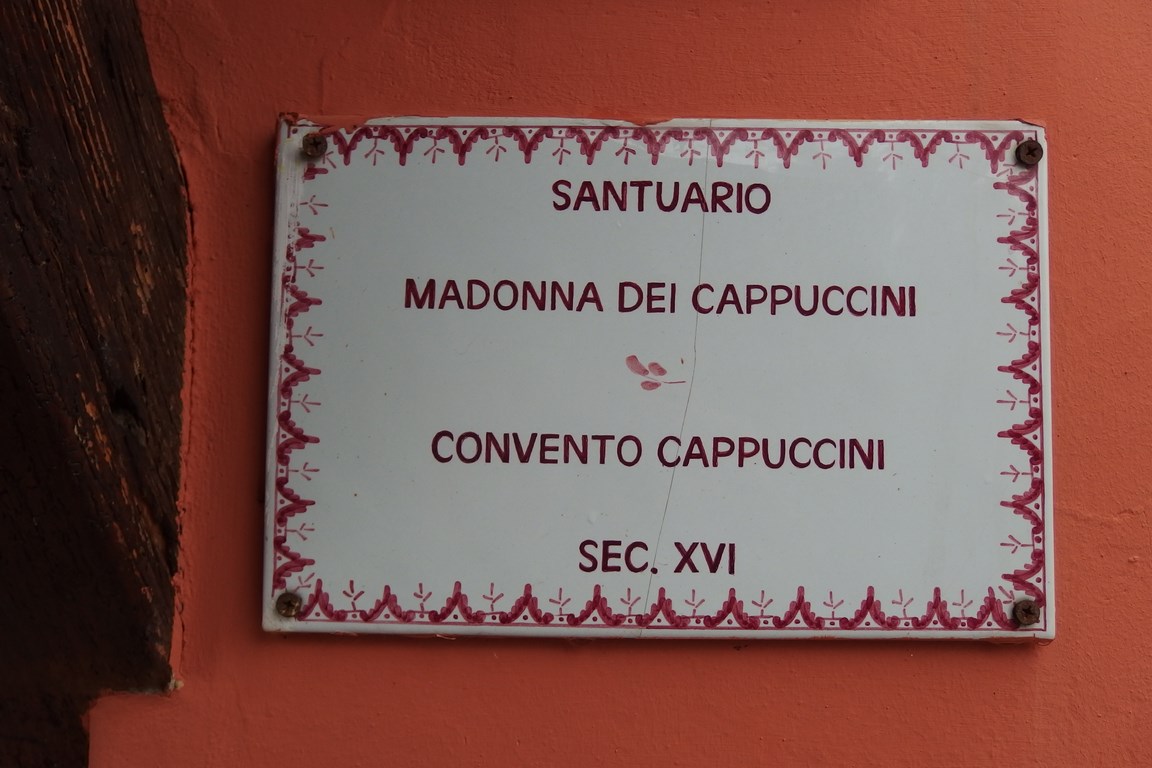 SANTUARIO
MADONNA DEI CAPPUCCINI
CONVENTO CAPPUCCINI
SEC. XVI